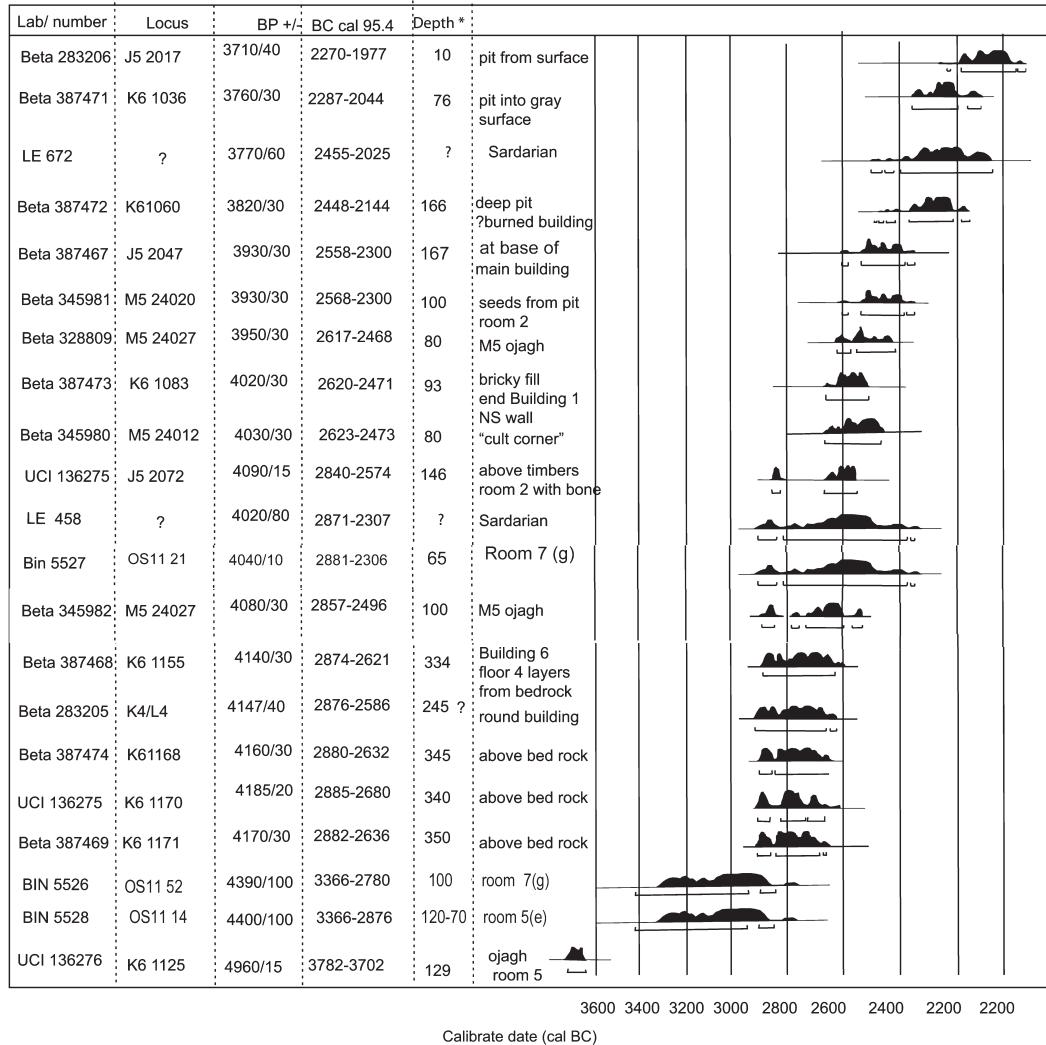 Lab/ number Locus BP +/- BC cal 95.4 Depth *
Beta 283206 J5 2017 3710/40 2270-1977 10 pit from surface
Beta 387471 K6 1036 3760/30 2287-2044 76 pit into gray
surface
LE 672 ? 3770/60 2455-2025 ? Sardarian
Beta 387472 K61060 3820/30 2448-2144 166 deep pit
?burned building
Beta 387467 J5 2047 3930/30 2558-2300 167 at base of
main building
Beta 345981 M5 24020 3930/30 2568-2300 100 seeds from pit
room 2
Beta 328809 M5 24027 3950/30 2617-2468 80 M5 ojagh
Beta 387473 K6 1083 4020/30 2620-2471 93 bricky fill
end Building 1
NS wall
Beta 345980 M5 24012 4030/30 2623-2473 80 “cult corner”
UCI 136275 J5 2072 4090/15 2840-2574 146 above timbers
room 2 with bone
LE 458 ? 4020/80 2871-2307 ? Sardarian
Bin 5527 OS11 21 4040/10 2881-2306 65 Room 7 (g)
Beta 345982 M5 24027 4080/30 2857-2496 100 M5 ojagh
Beta 387468 K6 1155 4140/30 2874-2621 334 Building 6
floor 4 layers
from bedrock
Beta 283205 K4/L4 4147/40 2876-2586 245 ? round building
Beta 387474 K61168 4160/30 2880-2632 345 above bed rock
UCI 136275 K6 1170 4185/20 2885-2680 340 above bed rock
Beta 387469 K6 1171 4170/30 2882-2636 350 above bed rock
BIN 5526 OS11 52 4390/100 3366-2780 100 room 7(g)
BIN 5528 OS11 14 4400/100 3366-2876 120-70 room 5(e)
UCI 136276 K6 1125 4960/15 3782-3702 129 ojagh
room 5
3600 3400 3200 3000 2800 2600 2400 2200 2200
Calibrate date (cal BC)